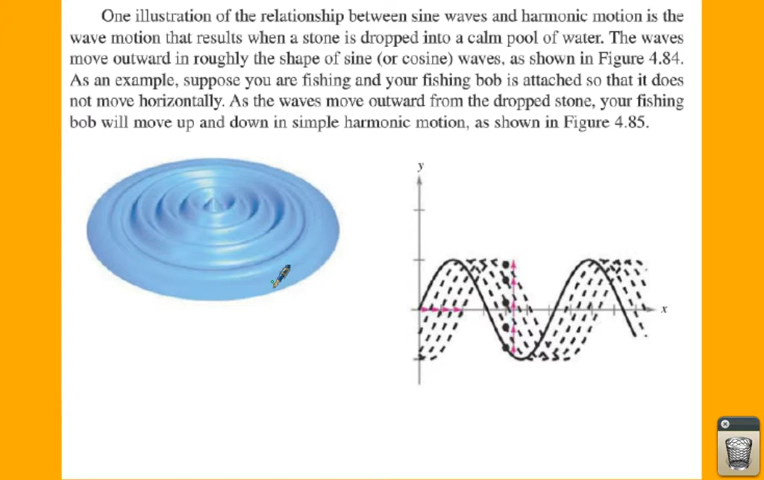 One illustration of the relationship between sine waves and harmonic motion is the
wave motion that results when a stone is dropped into a calm pool of water. The waves
move outward in roughly the shape of sine (or cosine) waves, as shown in Figure 4.84.
As an example, suppose you are fishing and your fishing bob is attached so that it does
not move horizontally. As the waves move outward from the dropped stone, your fishing
bob will move up and down in simple harmonic motion, as shown in Figure 4.85.
y
x